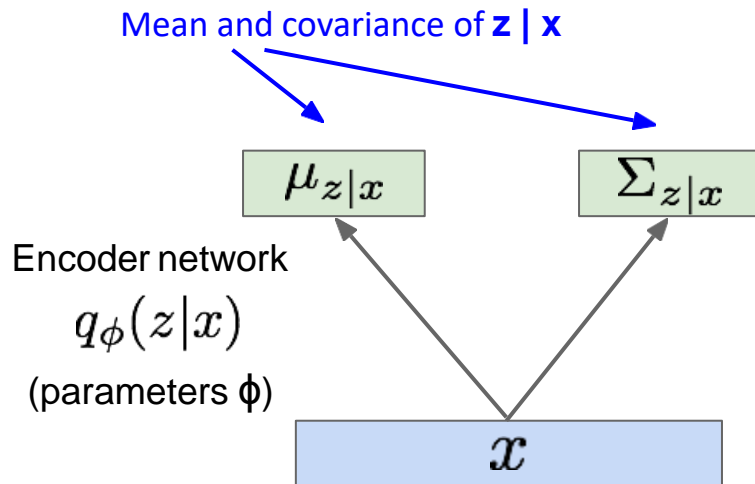 Mean and covariance of z | x
μ_{z|x}
Σ_{z|x}
Encoder network
q_ϕ(z|x)
(parameters ϕ)
x